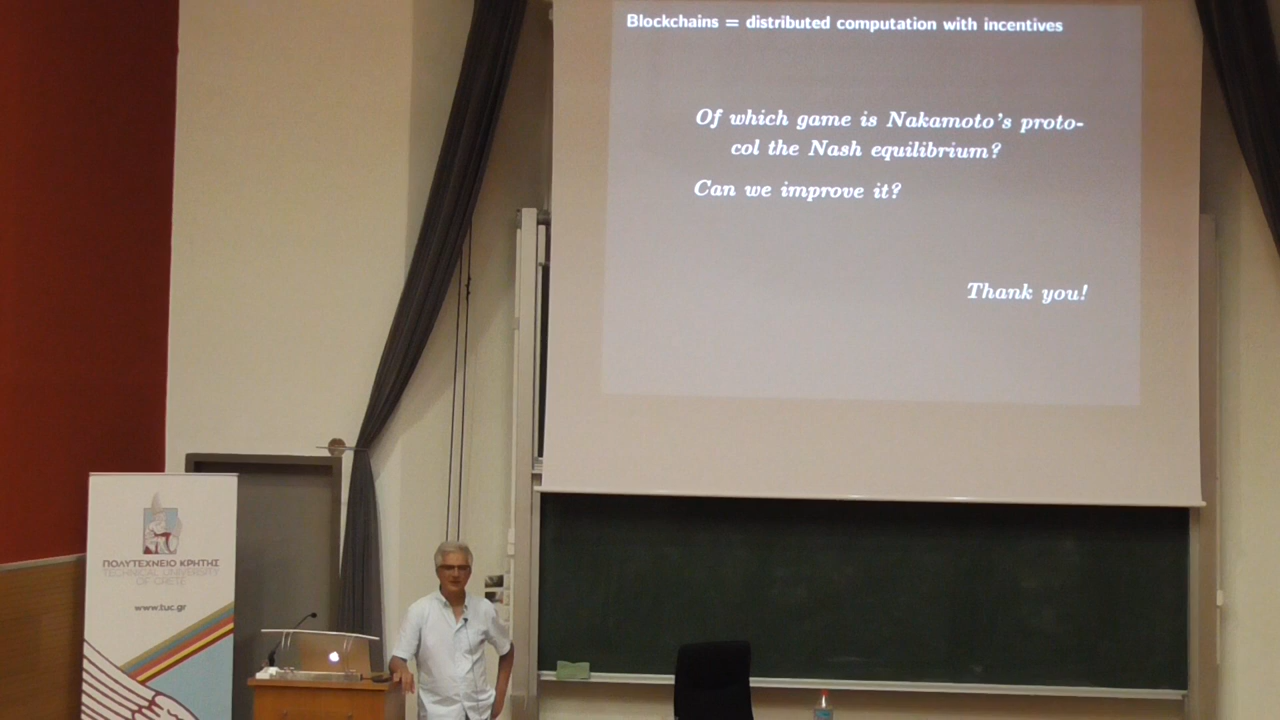 Blockchains = distributed computation with incentives
Of which game is Nakamoto's proto-
col the Nash equilibrium?
Can we improve it?
Thank you!
ΠΟΛΥΤΕΧΝΕΙΟ ΚΡΗΤΗΣ
TECHNICAL UNIVERSITY
OF CRETE
www.tuc.gr